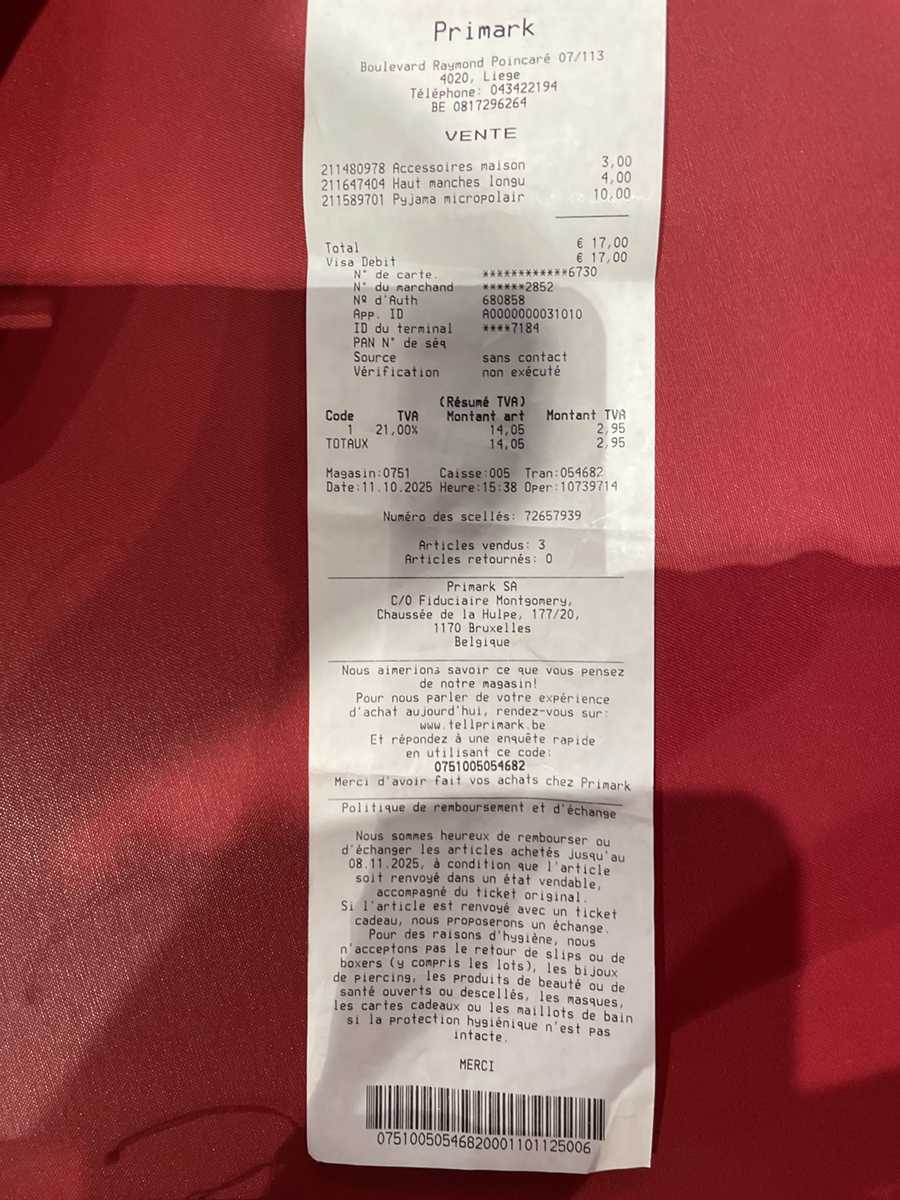 Primark
Boulevard Raymond Poincaré 07/113
4020, Liege
Téléphone: 043422194
BE 0817296264
VENTE
211480978 Accessoires maison 3,00
211647404 Haut manches longu 4,00
211589701 Pyjama micropolair 10,00
Total € 17,00
Visa Debit € 17,00
N° de carte. ************6730
N° du marchand ******2852
Nº d'Auth 680858
App. ID A0000000031010
ID du terminal ****7184
PAN N° de séq
Source sans contact
Vérification non exécuté
(Résumé TVA)
Code TVA Montant art Montant TVA
1 21,00% 14,05 2,95
TOTAUX 14,05 2,95
Magasin:0751 Caisse:005 Tran:054682
Date:11.10.2025 Heure:15:38 Oper:10739714
Numéro des scellés: 72657939
Articles vendus: 3
Articles retournés: 0
Primark SA
C/O Fiduciaire Montgomery,
Chaussée de la Hulpe, 177/20,
1170 Bruxelles
Belgique
Nous aimerions savoir ce que vous pensez
de notre magasin!
Pour nous parler de votre expérience
d'achat aujourd'hui, rendez-vous sur:
www.tellprimark.be
Et répondez à une enquête rapide
en utilisant ce code:
0751005054682
Merci d'avoir fait vos achats chez Primark
Politique de remboursement et d'échange
Nous sommes heureux de rembourser ou
d'échanger les articles achetés jusqu'au
08.11.2025, à condition que l'article
soit renvoyé dans un état vendable,
accompagné du ticket original.
Si l'article est renvoyé avec un ticket
cadeau, nous proposerons un échange.
Pour des raisons d'hygiène, nous
n'acceptons pas le retour de slips ou de
boxers (y compris les lots), les bijoux
de piercing, les produits de beauté ou de
santé ouverts ou descellés, les masques,
les cartes cadeaux ou les maillots de bain
si la protection hygiénique n'est pas
intacte.
MERCI
07510050546820001101125006